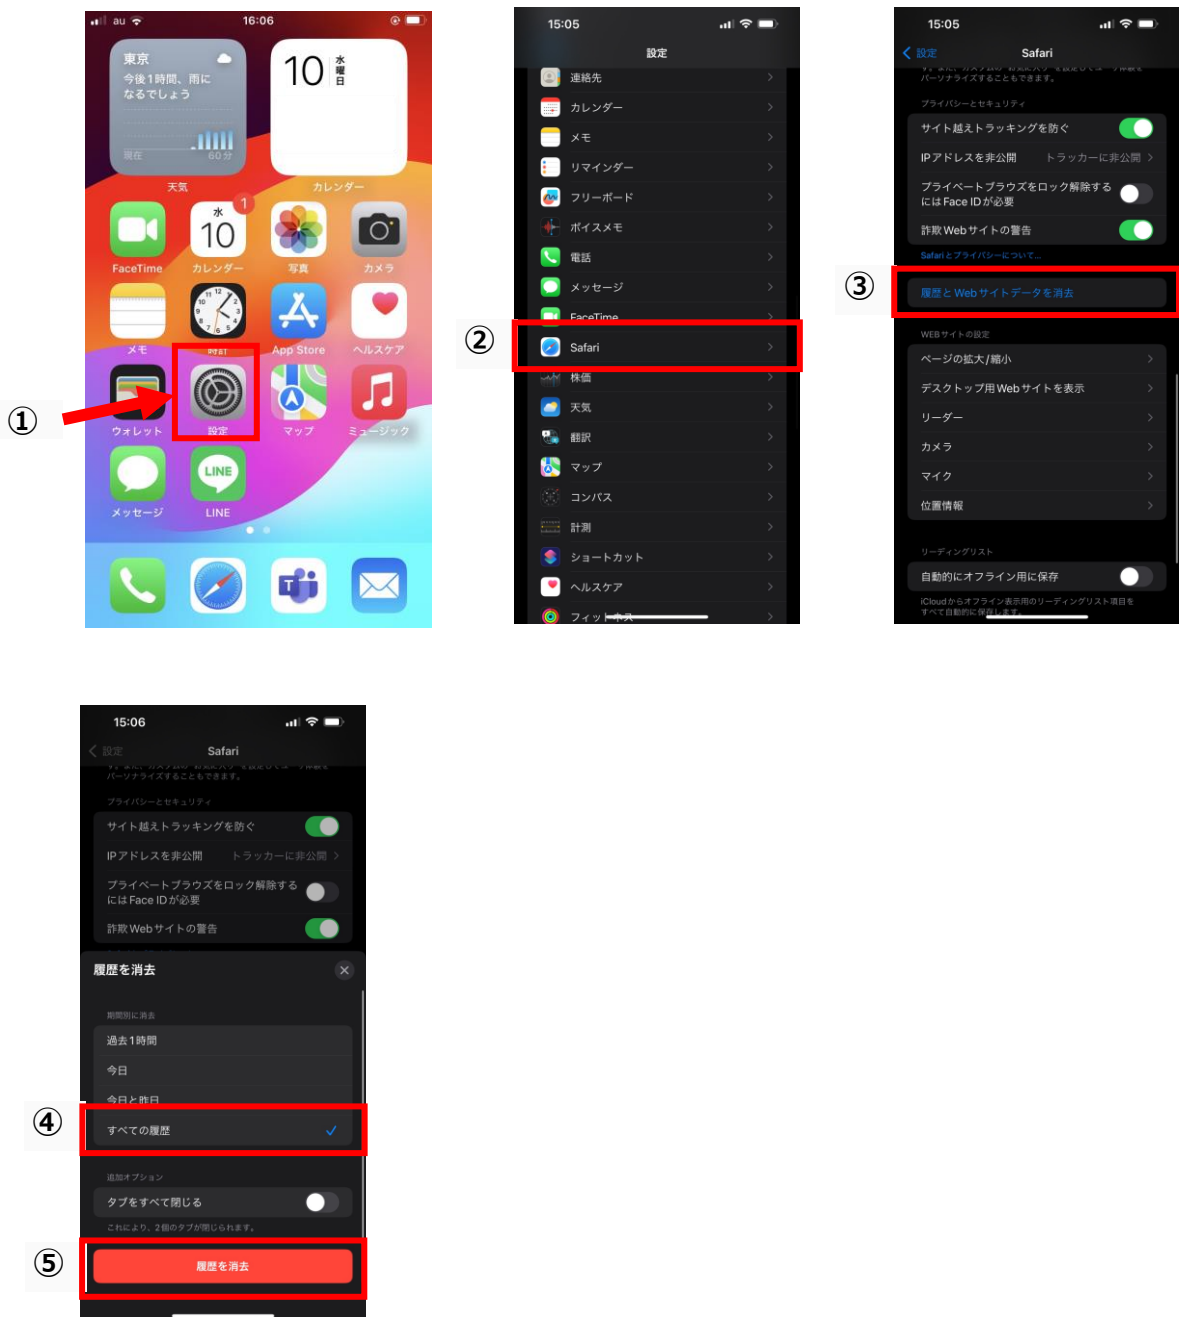 au
16:06
東京
今後1時間、雨に
なるでしょう
現在
60分
天気
10
水曜日
カレンダー
FaceTime
水
10
1
カレンダー
写真
カメラ
メモ
時計
App Store
ヘルスケア
①
ウォレット
設定
マップ
ミュージック
メッセージ
LINE
LINE
15:05
設定
連絡先
カレンダー
メモ
リマインダー
フリーボード
ボイスメモ
電話
メッセージ
FaceTime
②
Safari
株価
天気
翻訳
マップ
コンパス
計測
ショートカット
ヘルスケア
フィットネス
15:05
設定
Safari
パーソナライズすることもできます。
プライバシーとセキュリティ
サイト越えトラッキングを防ぐ
IPアドレスを非公開
トラッカーに非公開
プライベートブラウズをロック解除する
にはFace IDが必要
詐欺Webサイトの警告
Safariとプライバシーについて...
③
履歴とWebサイトデータを消去
WEBサイトの設定
ページの拡大/縮小
デスクトップ用Webサイトを表示
リーダー
カメラ
マイク
位置情報
リーディングリスト
自動的にオフライン用に保存
iCloudからオフライン表示用のリーディングリスト項目を
すべて自動的に保存します。
15:06
設定
Safari
パーソナライズすることもできます。
プライバシーとセキュリティ
サイト越えトラッキングを防ぐ
IPアドレスを非公開
トラッカーに非公開
プライベートブラウズをロック解除する
にはFace IDが必要
詐欺Webサイトの警告
履歴を消去
期間別に消去
過去1時間
今日
今日と昨日
④
すべての履歴
追加オプション
タブをすべて閉じる
これにより、2個のタブが閉じられます。
⑤
履歴を消去